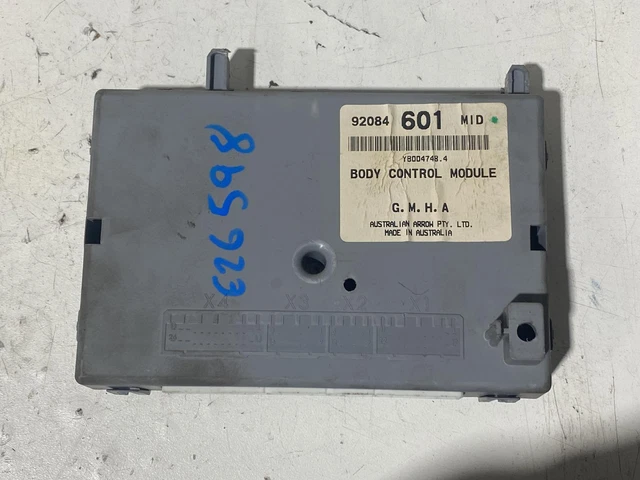 92084 601 MID
YB0D4748.4
BODY CONTROL MODULE
G.M.H.A
AUSTRALIAN ARROW PTY. LTD.
MADE IN AUSTRALIA
E26598
X4 X3 X2 X1